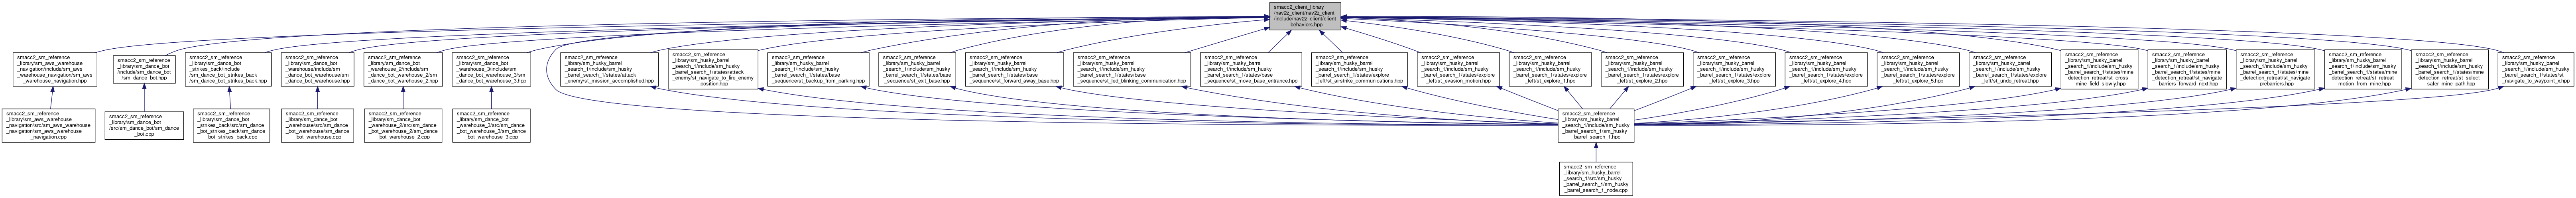 smacc2_client_library
/nav2z_client/nav2z_client
/include/nav2z_client/client
_behaviors.hpp
smacc2_sm_reference
_library/sm_aws_warehouse
_navigation/include/sm_aws
_warehouse_navigation/sm_aws
_warehouse_navigation.hpp
smacc2_sm_reference
_library/sm_dance_bot
/include/sm_dance_bot
/sm_dance_bot.hpp
smacc2_sm_reference
_library/sm_dance_bot
_strikes_back/include
/sm_dance_bot_strikes_back
/sm_dance_bot_strikes_back.hpp
smacc2_sm_reference
_library/sm_dance_bot
_warehouse/include/sm
_dance_bot_warehouse/sm
_dance_bot_warehouse.hpp
smacc2_sm_reference
_library/sm_dance_bot
_warehouse_2/include/sm
_dance_bot_warehouse_2/sm
_dance_bot_warehouse_2.hpp
smacc2_sm_reference
_library/sm_dance_bot
_warehouse_3/include/sm
_dance_bot_warehouse_3/sm
_dance_bot_warehouse_3.hpp
smacc2_sm_reference
_library/sm_husky_barrel
_search_1/include/sm_husky
_barrel_search_1/states/attack
_enemy/st_mission_accomplished.hpp
smacc2_sm_reference
_library/sm_husky_barrel
_search_1/include/sm_husky
_barrel_search_1/states/attack
_enemy/st_navigate_to_fire_enemy
_position.hpp
smacc2_sm_reference
_library/sm_husky_barrel
_search_1/include/sm_husky
_barrel_search_1/states/base
_sequence/st_backup_from_parking.hpp
smacc2_sm_reference
_library/sm_husky_barrel
_search_1/include/sm_husky
_barrel_search_1/states/base
_sequence/st_exit_base.hpp
smacc2_sm_reference
_library/sm_husky_barrel
_search_1/include/sm_husky
_barrel_search_1/states/base
_sequence/st_forward_away_base.hpp
smacc2_sm_reference
_library/sm_husky_barrel
_search_1/include/sm_husky
_barrel_search_1/states/base
_sequence/st_led_blinking_communication.hpp
smacc2_sm_reference
_library/sm_husky_barrel
_search_1/include/sm_husky
_barrel_search_1/states/base
_sequence/st_move_base_entrance.hpp
smacc2_sm_reference
_library/sm_husky_barrel
_search_1/include/sm_husky
_barrel_search_1/states/explore
_left/st_airstrike_communcations.hpp
smacc2_sm_reference
_library/sm_husky_barrel
_search_1/include/sm_husky
_barrel_search_1/states/explore
_left/st_evasion_motion.hpp
smacc2_sm_reference
_library/sm_husky_barrel
_search_1/include/sm_husky
_barrel_search_1/states/explore
_left/st_explore_1.hpp
smacc2_sm_reference
_library/sm_husky_barrel
_search_1/include/sm_husky
_barrel_search_1/states/explore
_left/st_explore_2.hpp
smacc2_sm_reference
_library/sm_husky_barrel
_search_1/include/sm_husky
_barrel_search_1/states/explore
_left/st_explore_3.hpp
smacc2_sm_reference
_library/sm_husky_barrel
_search_1/include/sm_husky
_barrel_search_1/states/explore
_left/st_explore_4.hpp
smacc2_sm_reference
_library/sm_husky_barrel
_search_1/include/sm_husky
_barrel_search_1/states/explore
_left/st_explore_5.hpp
smacc2_sm_reference
_library/sm_husky_barrel
_search_1/include/sm_husky
_barrel_search_1/states/explore
_left/st_undo_retreat.hpp
smacc2_sm_reference
_library/sm_husky_barrel
_search_1/include/sm_husky
_barrel_search_1/states/mine
_detection_retreat/st_cross
_mine_field_slowly.hpp
smacc2_sm_reference
_library/sm_husky_barrel
_search_1/include/sm_husky
_barrel_search_1/states/mine
_detection_retreat/st_navigate
_barriers_forward_next.hpp
smacc2_sm_reference
_library/sm_husky_barrel
_search_1/include/sm_husky
_barrel_search_1/states/mine
_detection_retreat/st_navigate
_prebarriers.hpp
smacc2_sm_reference
_library/sm_husky_barrel
_search_1/include/sm_husky
_barrel_search_1/states/mine
_detection_retreat/st_retreat
_motion_from_mine.hpp
smacc2_sm_reference
_library/sm_husky_barrel
_search_1/include/sm_husky
_barrel_search_1/states/mine
_detection_retreat/st_select
_safer_mine_path.hpp
smacc2_sm_reference
_library/sm_husky_barrel
_search_1/include/sm_husky
_barrel_search_1/states/st
_navigate_to_waypoint_x.hpp
smacc2_sm_reference
_library/sm_aws_warehouse
_navigation/src/sm_aws_warehouse
_navigation/sm_aws_warehouse
_navigation.cpp
smacc2_sm_reference
_library/sm_dance_bot
/src/sm_dance_bot/sm_dance
_bot.cpp
smacc2_sm_reference
_library/sm_dance_bot
_strikes_back/src/sm_dance
_bot_strikes_back/sm_dance
_bot_strikes_back.cpp
smacc2_sm_reference
_library/sm_dance_bot
_warehouse/src/sm_dance
_bot_warehouse/sm_dance
_bot_warehouse.cpp
smacc2_sm_reference
_library/sm_dance_bot
_warehouse_2/src/sm_dance
_bot_warehouse_2/sm_dance
_bot_warehouse_2.cpp
smacc2_sm_reference
_library/sm_dance_bot
_warehouse_3/src/sm_dance
_bot_warehouse_3/sm_dance
_bot_warehouse_3.cpp
smacc2_sm_reference
_library/sm_husky_barrel
_search_1/include/sm_husky
_barrel_search_1/sm_husky
_barrel_search_1.hpp
smacc2_sm_reference
_library/sm_husky_barrel
_search_1/src/sm_husky
_barrel_search_1/sm_husky
_barrel_search_1_node.cpp